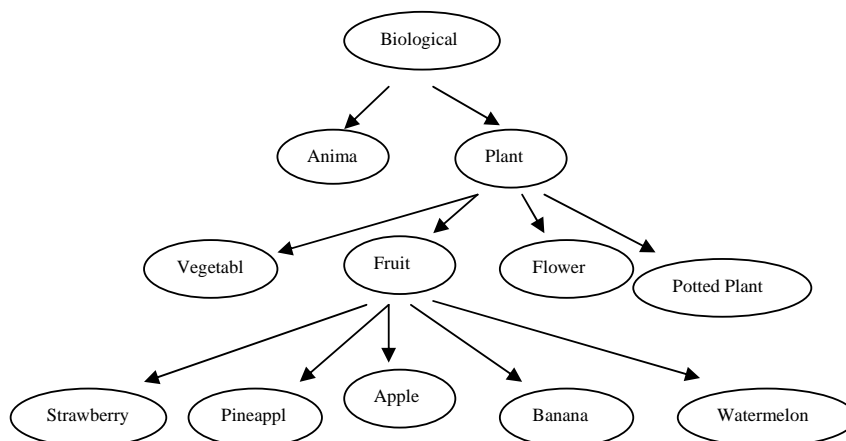 Biological
Anima
Plant
Vegetabl
Fruit
Flower
Potted Plant
Strawberry
Pineappl
Apple
Banana
Watermelon